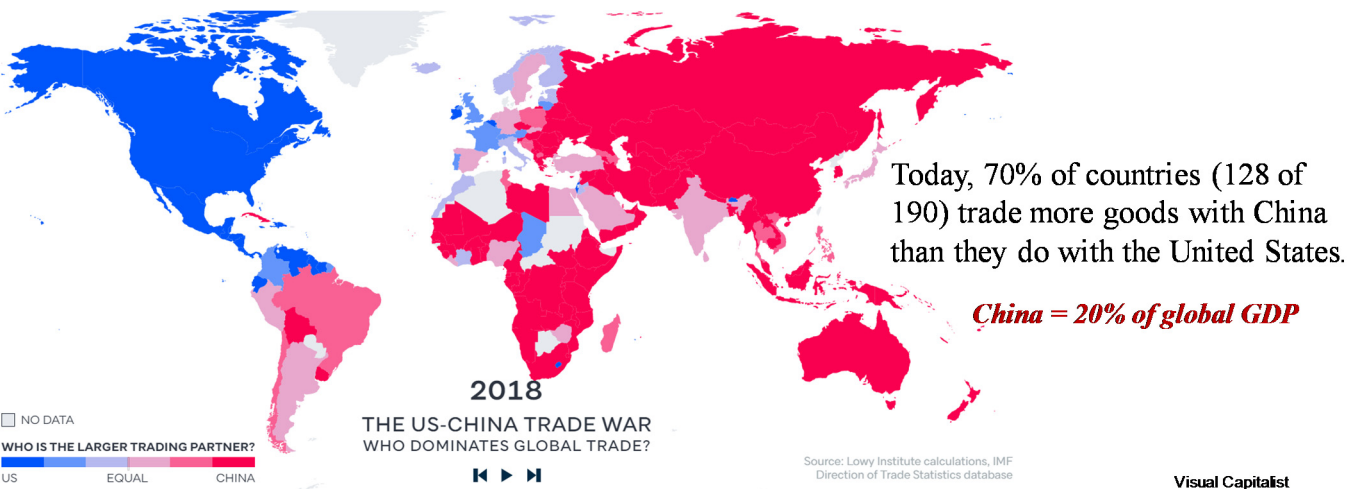 Today, 70% of countries (128 of
190) trade more goods with China
than they do with the United States.
China = 20% of global GDP
2018
THE US-CHINA TRADE WAR
WHO DOMINATES GLOBAL TRADE?
NO DATA
WHO IS THE LARGER TRADING PARTNER?
US EQUAL CHINA
Source: Lowy Institute calculations, IMF
Direction of Trade Statistics database
Visual Capitalist